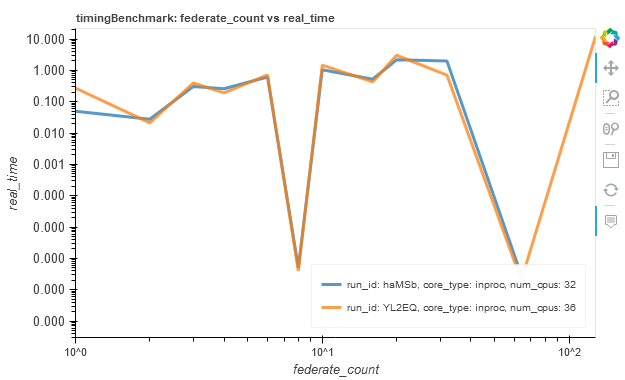 timingBenchmark: federate_count vs real_time
10.000
1.000
0.100
0.010
0.001
0.000
0.000
0.000
0.000
0.000
real_time
run_id: haMSb, core_type: inproc, num_cpus: 32
run_id: YL2EQ, core_type: inproc, num_cpus: 36
10^0
10^1
10^2
federate_count